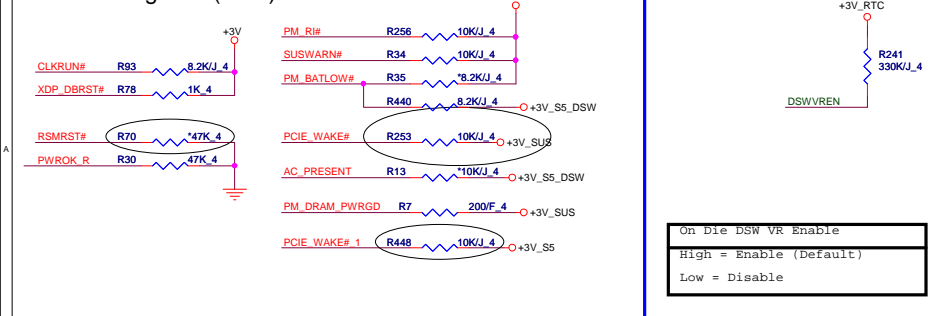 +3V
CLKRUN# R93 8.2K/J_4
XDP_DBRST# R78 1K_4
RSMRST# R70 *47K_4
PWROK_R R30 47K_4
PM_RI# R256 10K/J_4
SUSWARN# R34 10K/J_4
PM_BATLOW# R35 *8.2K/J_4
R440 8.2K/J_4 +3V_S5_DSW
PCIE_WAKE# R253 10K/J_4 +3V_SUS
AC_PRESENT R13 *10K/J_4 +3V_S5_DSW
PM_DRAM_PWRGD R7 200/F_4 +3V_SUS
PCIE_WAKE#_1 R448 10K/J_4 +3V_S5
+3V_RTC
R241
330K/J_4
DSWVREN
On Die DSW VR Enable
High = Enable (Default)
Low = Disable
A